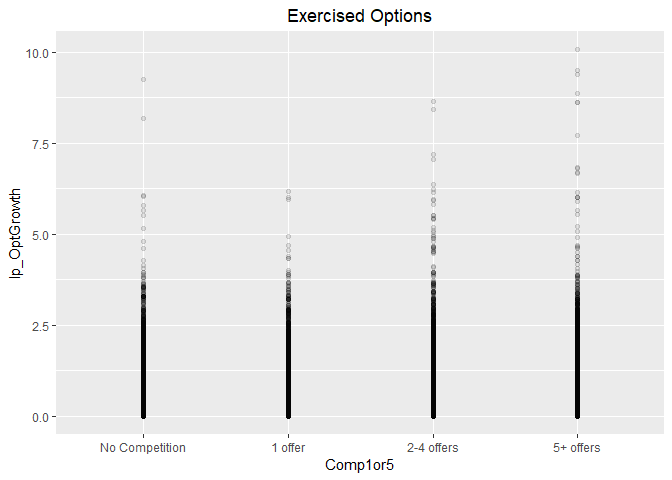 Exercised Options
lp_OptGrowth
10.0
7.5
5.0
2.5
0.0
No Competition 1 offer 2-4 offers 5+ offers
Comp1or5